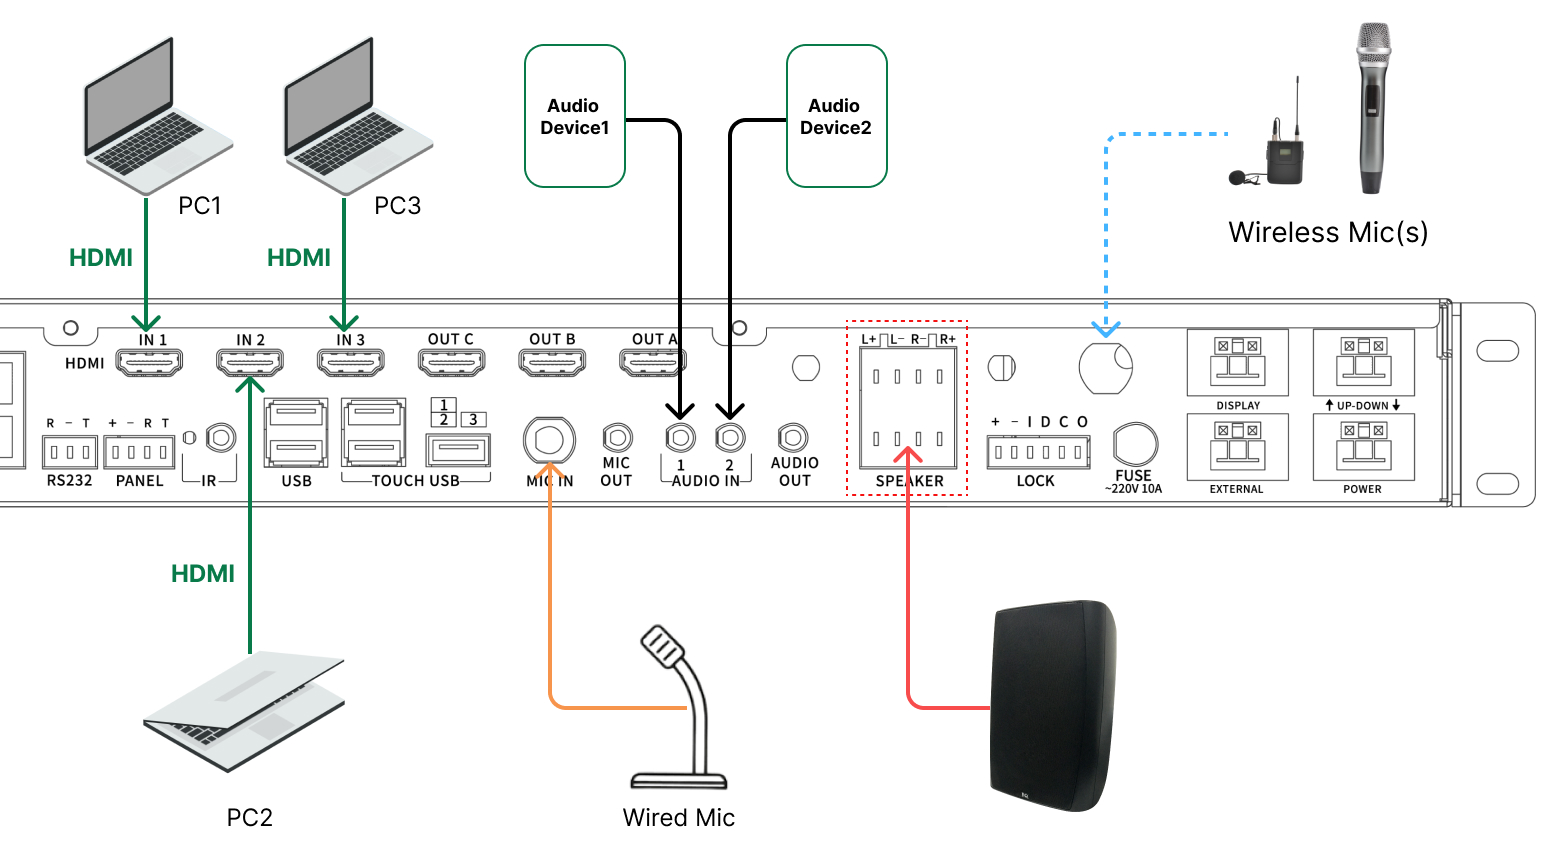 Audio
Device1
Audio
Device2
PC1
PC3
Wireless Mic(s)
HDMI
HDMI
IN 1
IN 2
IN 3
OUT C
OUT B
OUT A
L+ L- R- R+
HDMI
1
2
3
DISPLAY
UP-DOWN
R - T
+ - R T
+ - I D C O
RS232
PANEL
IR
USB
TOUCH USB
MIC IN
MIC
OUT
1
2
AUDIO IN
AUDIO
OUT
SPEAKER
LOCK
FUSE
~220V 10A
EXTERNAL
POWER
HDMI
PC2
Wired Mic